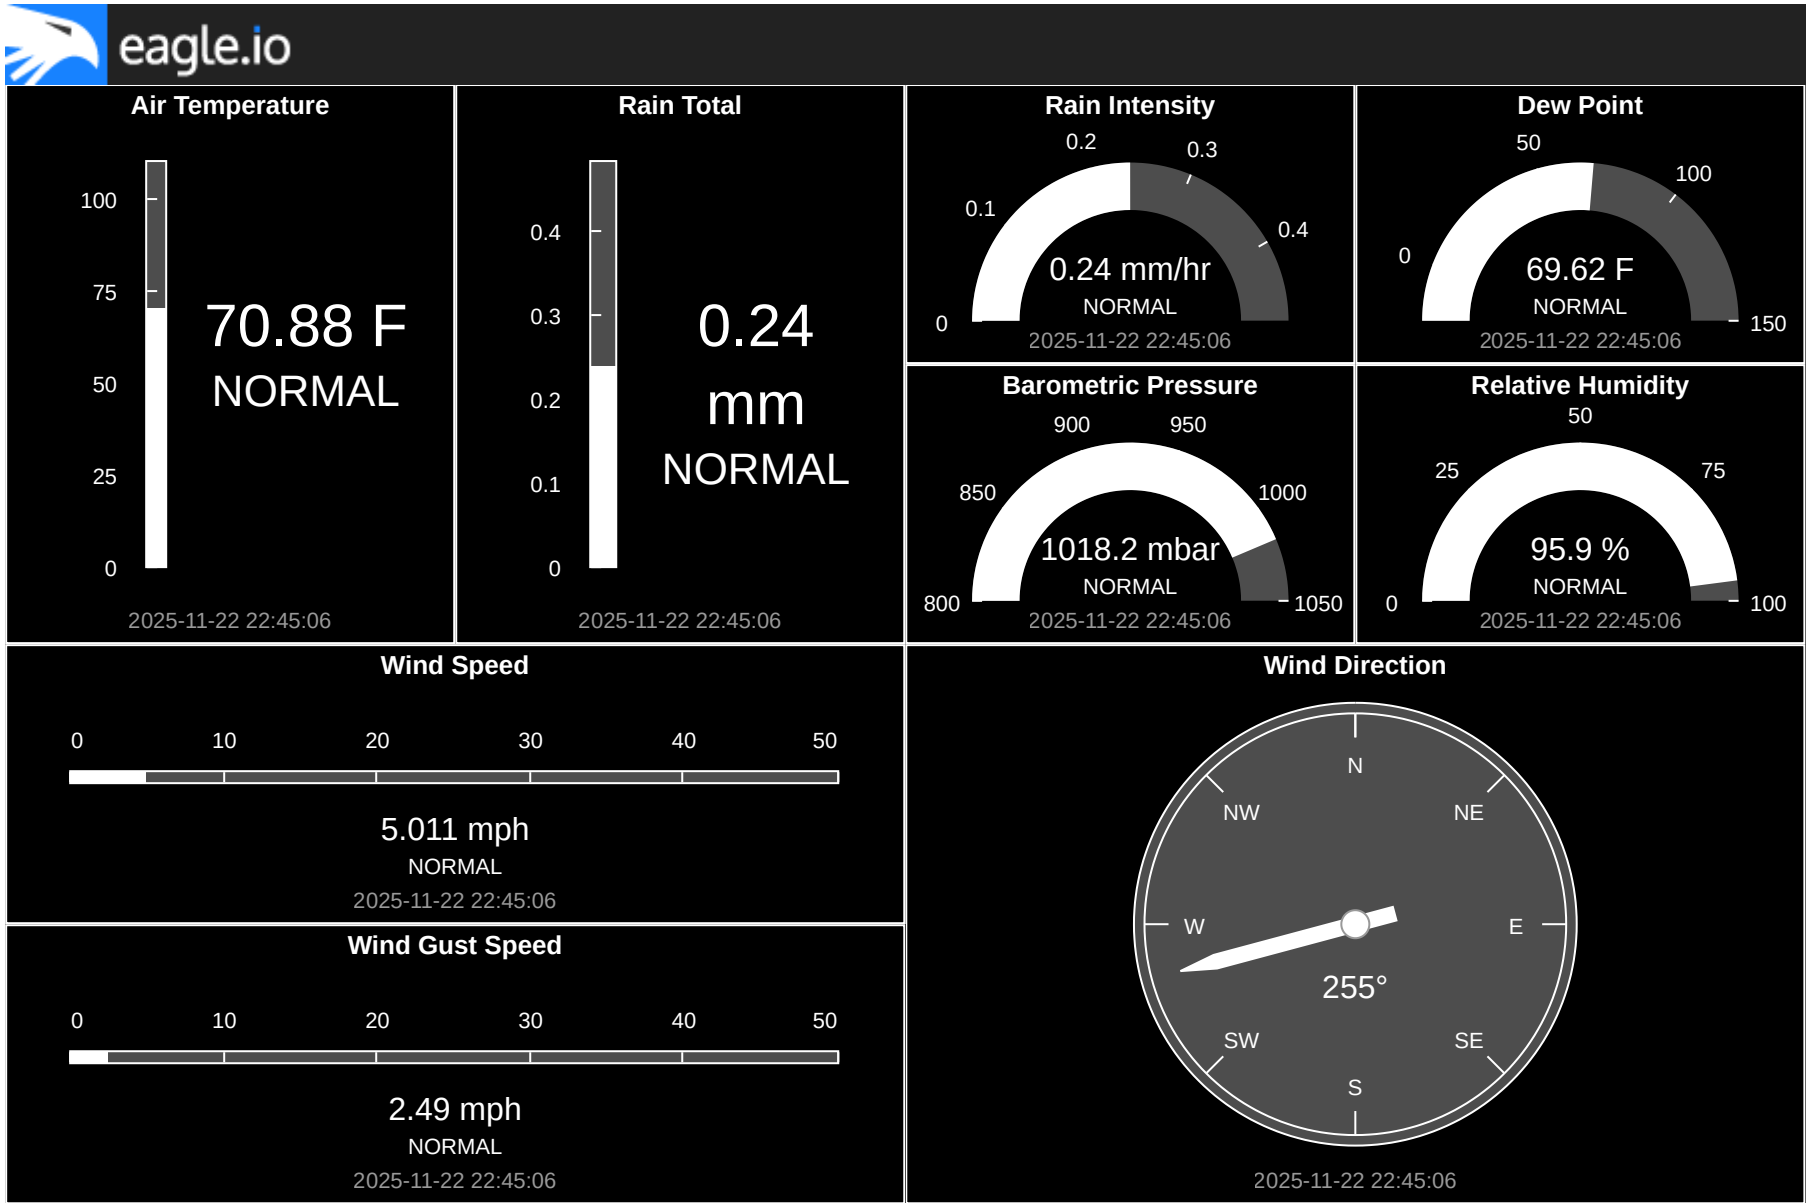 eagle.io
Air Temperature
100
75
50
25
0
70.88 F
NORMAL
2025-11-22 22:45:06
Rain Total
0.4
0.3
0.2
0.1
0
0.24
mm
NORMAL
2025-11-22 22:45:06
Rain Intensity
0
0.1
0.2
0.3
0.4
0.24 mm/hr
NORMAL
2025-11-22 22:45:06
Dew Point
0
50
100
150
69.62 F
NORMAL
2025-11-22 22:45:06
Barometric Pressure
800
850
900
950
1000
1050
1018.2 mbar
NORMAL
2025-11-22 22:45:06
Relative Humidity
0
25
50
75
100
95.9 %
NORMAL
2025-11-22 22:45:06
Wind Speed
0 10 20 30 40 50
5.011 mph
NORMAL
2025-11-22 22:45:06
Wind Gust Speed
0 10 20 30 40 50
2.49 mph
NORMAL
2025-11-22 22:45:06
Wind Direction
N
NW NE
W E
255°
SW SE
S
2025-11-22 22:45:06